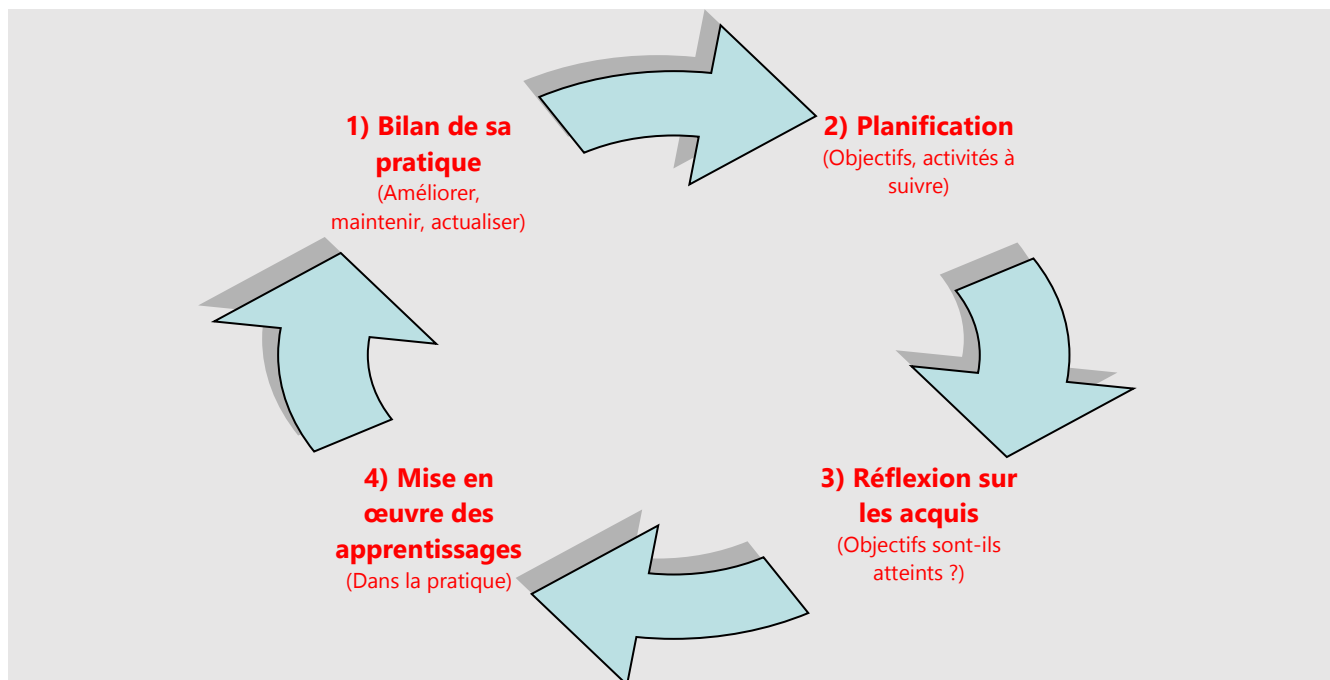 1) Bilan de sa
pratique
(Améliorer,
maintenir, actualiser)
2) Planification
(Objectifs, activités à
suivre)
3) Réflexion sur
les acquis
(Objectifs sont-ils
atteints ?)
4) Mise en
œuvre des
apprentissages
(Dans la pratique)